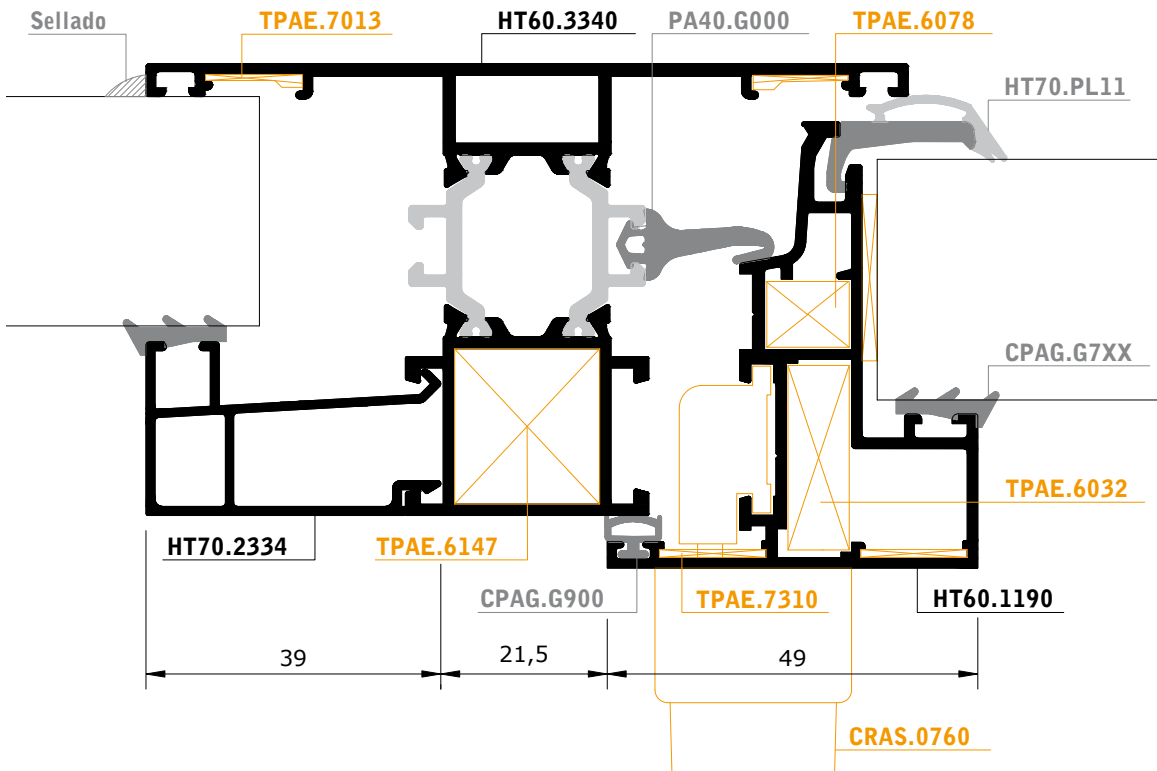 Sellado
TPAE.7013
HT60.3340
PA40.G000
TPAE.6078
HT70.PL11
CPAG.G7XX
TPAE.6032
HT70.2334
TPAE.6147
CPAG.G900
TPAE.7310
HT60.1190
39
21,5
49
CRAS.0760